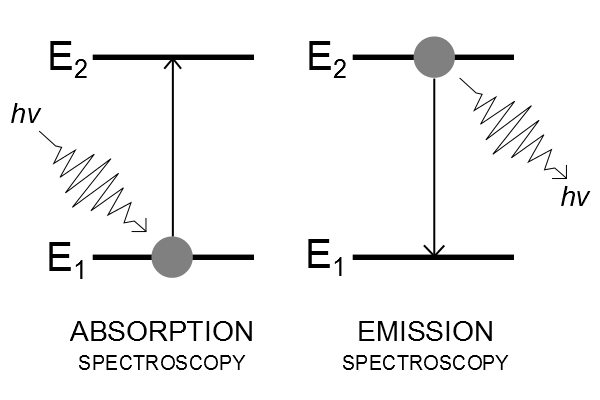 E₂
hv
E₁
ABSORPTION
SPECTROSCOPY
E₂
hv
E₁
EMISSION
SPECTROSCOPY